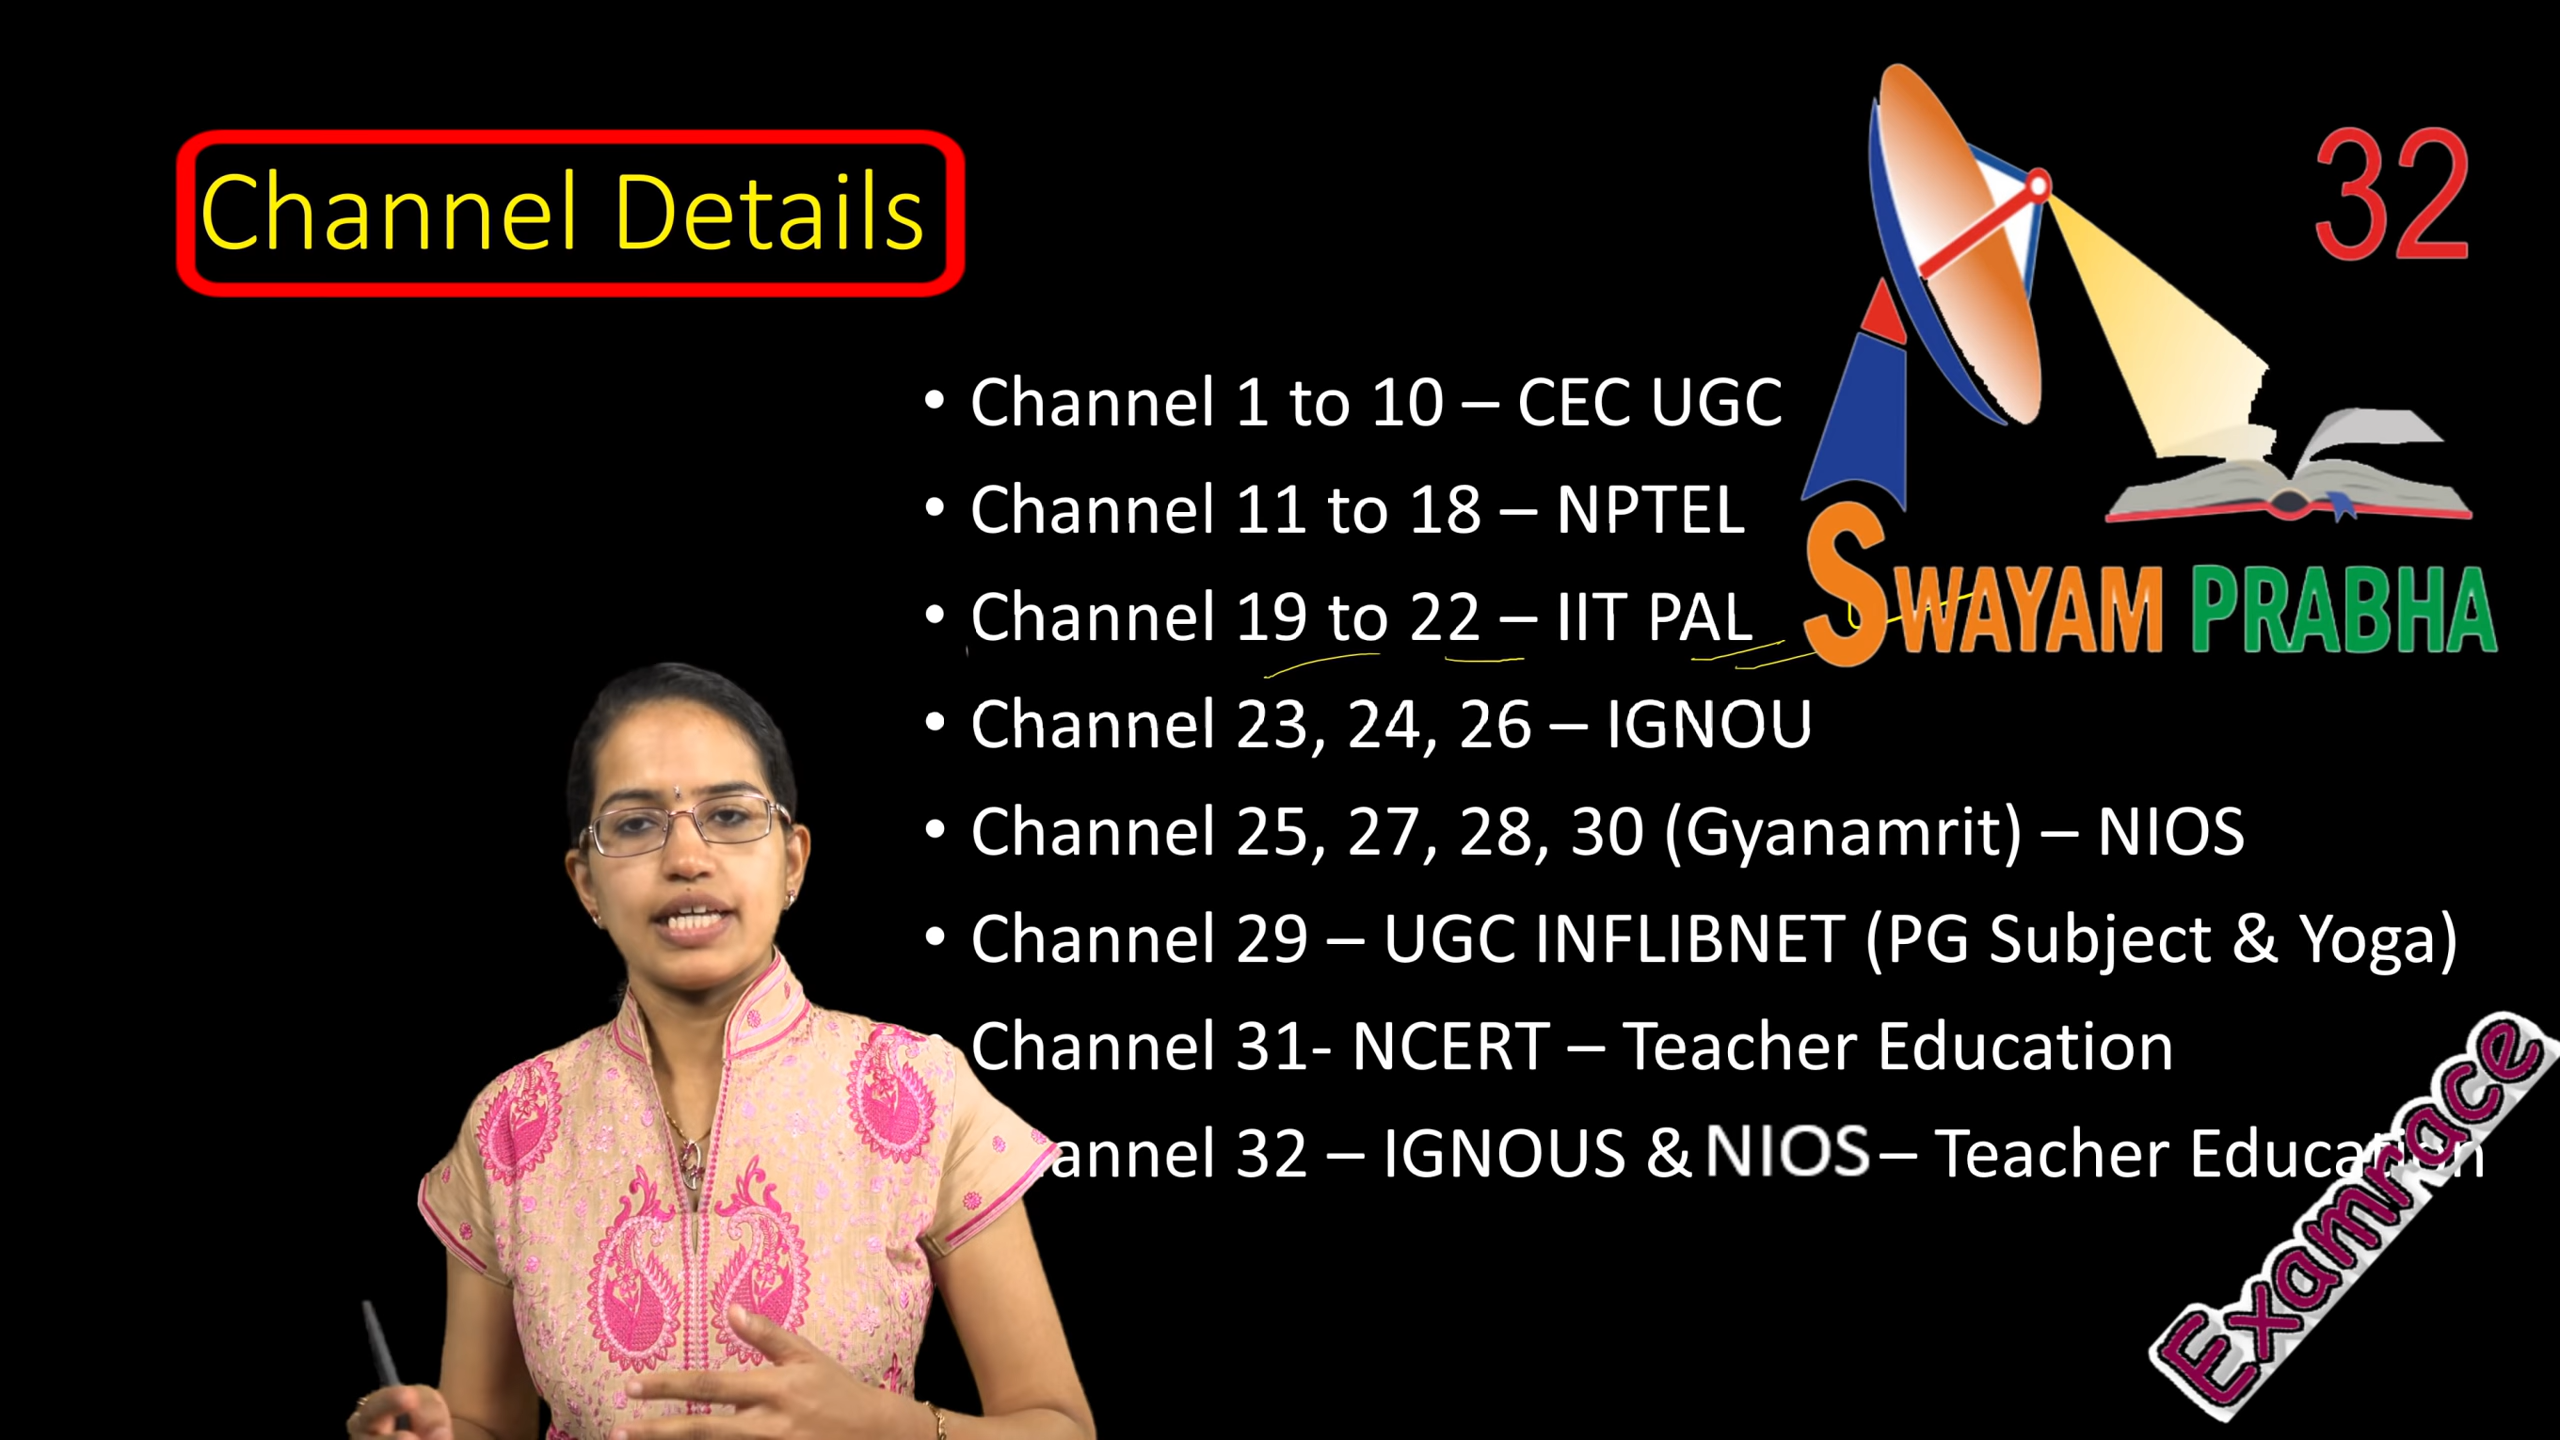 Channel Details
32
• Channel 1 to 10 – CEC UGC
• Channel 11 to 18 – NPTEL
• Channel 19 to 22 – IIT PAL
SWAYAM PRABHA
• Channel 23, 24, 26 – IGNOU
• Channel 25, 27, 28, 30 (Gyanamrit) – NIOS
• Channel 29 – UGC INFLIBNET (PG Subject & Yoga)
Channel 31- NCERT – Teacher Education
annel 32 – IGNOUS & NIOS – Teacher Education
Examrace